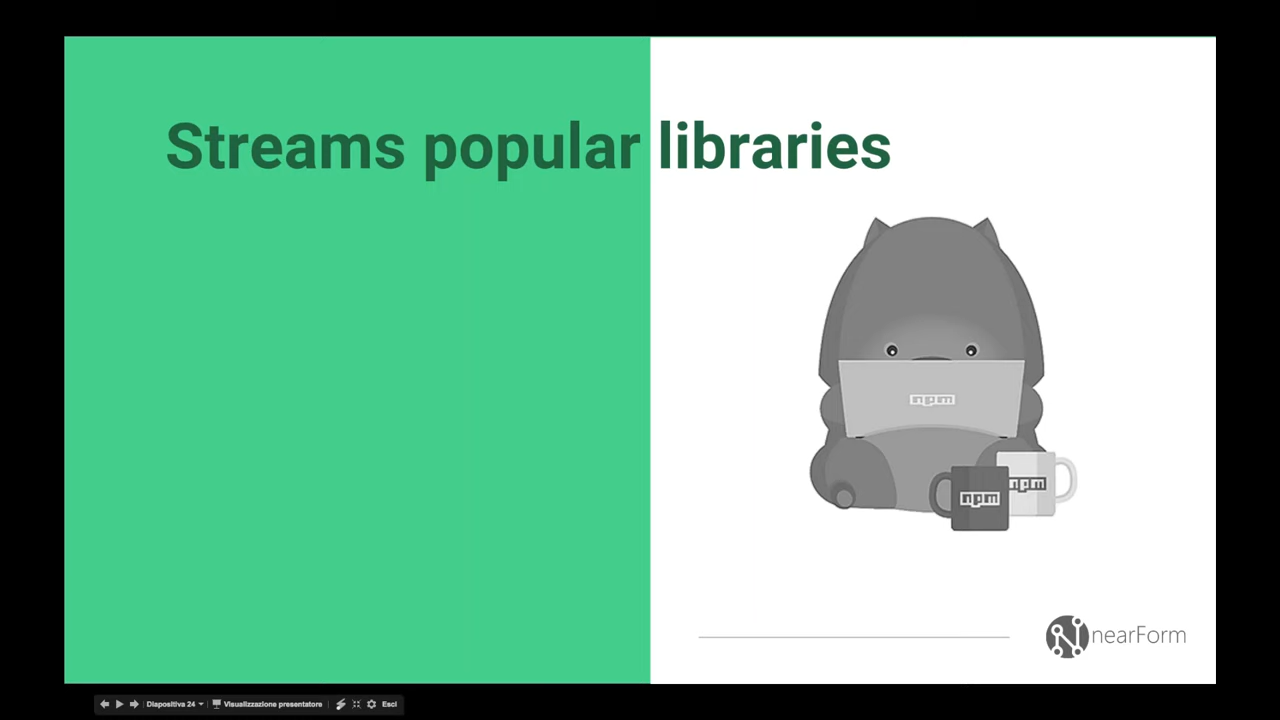 Streams popular libraries
npm
npm
npm
nearForm
Diapositiva 24
Visualizzazione presentatore
Esci